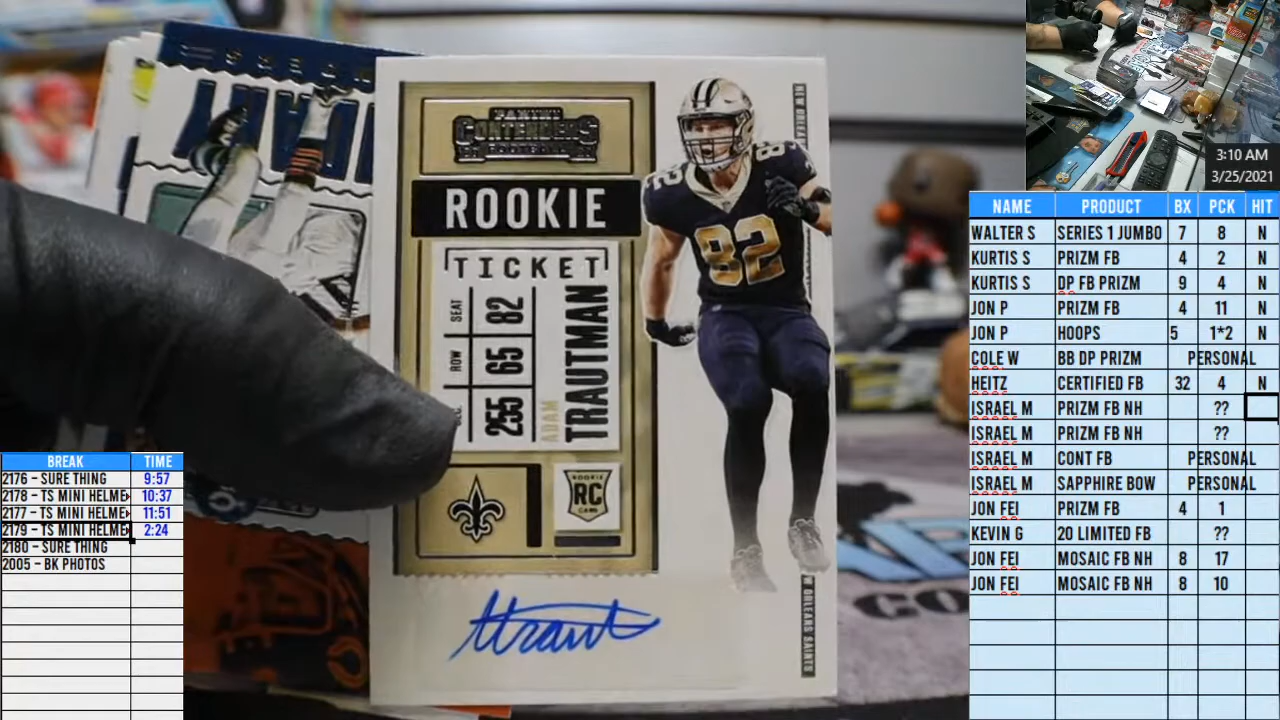 3:10 AM
3/25/2021
NAME PRODUCT BX PCK HIT
WALTER S SERIES 1 JUMBO 7 8 N
KURTIS S PRIZM FB 4 2 N
KURTIS S DP FB PRIZM 9 4 N
JON P PRIZM FB 4 11 N
JON P HOOPS 5 1*2 N
COLE W BB DP PRIZM PERSONAL
HEITZ CERTIFIED FB 32 4 N
ISRAEL M PRIZM FB NH ??
ISRAEL M PRIZM FB NH ??
ISRAEL M CONT FB PERSONAL
ISRAEL M SAPPHIRE BOW PERSONAL
JON FEI PRIZM FB 4 1
KEVIN G 20 LIMITED FB ??
JON FEI MOSAIC FB NH 8 17
JON FEI MOSAIC FB NH 8 10
BREAK TIME
2176 - SURE THING 9:57
2178 - TS MINI HELME 10:37
2177 - TS MINI HELME 11:51
2179 - TS MINI HELME 2:24
2180 - SURE THING
2005 - BK PHOTOS
PANINI
CONTENDERS
FOOTBALL
ROOKIE
TICKET
SEAT 82
ROW 65
255
ADAM
TRAUTMAN
ROOKIE
RC
CARD
82
82
ORLEANS SAINTS